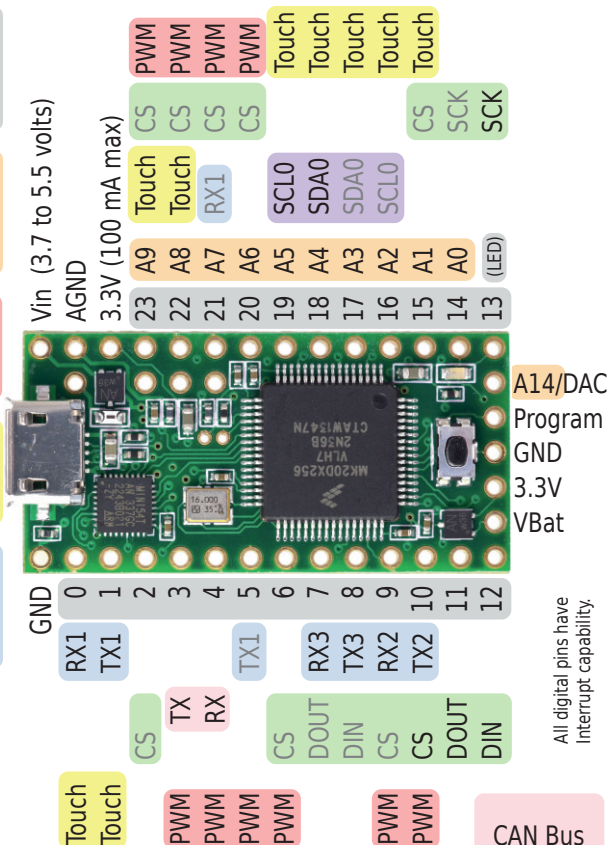 PWM
PWM
PWM
PWM
Touch
Touch
Touch
Touch
Touch
CS
CS
CS
CS
CS
SCK
SCK
Touch
Touch
RX1
SCL0
SDA0
SDA0
SCL0
Vin (3.7 to 5.5 volts)
AGND
3.3V (100 mA max)
A9
A8
A7
A6
A5
A4
A3
A2
A1
A0
(LED)
23
22
21
20
19
18
17
16
15
14
13
A14/DAC
Program
GND
3.3V
VBat
MK20DX256
VLH7
2N56B
CTAW1547N
16.000
GND
0
1
2
3
4
5
6
7
8
9
10
11
12
RX1
TX1
TX1
RX3
TX3
RX2
TX2
CS
TX
RX
CS
DOUT
DIN
CS
CS
DOUT
DIN
Touch
Touch
PWM
PWM
PWM
PWM
PWM
PWM
All digital pins have
Interrupt capability.
CAN Bus